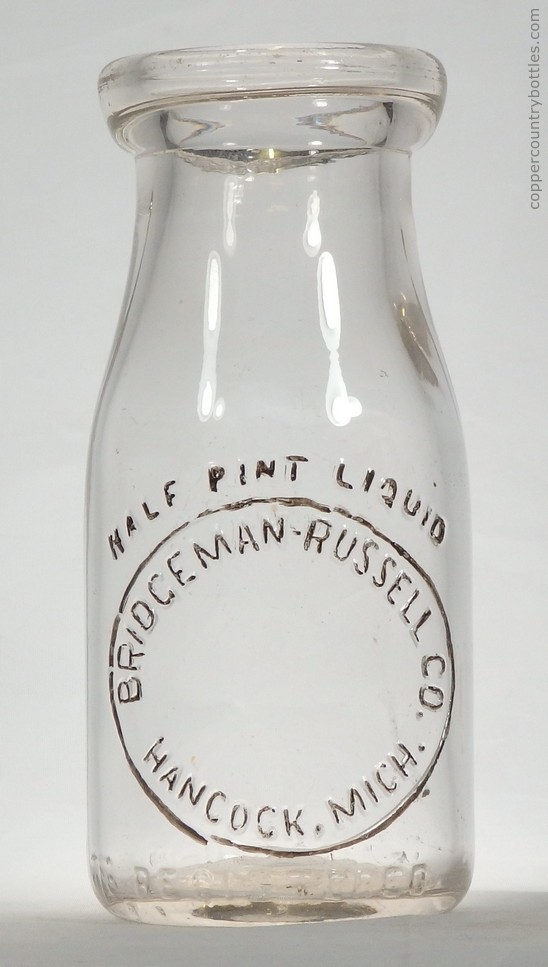 coppercountrybottles.com
HALF PINT LIQUID
BRIDGEMAN-RUSSELL CO.
HANCOCK, MICH.